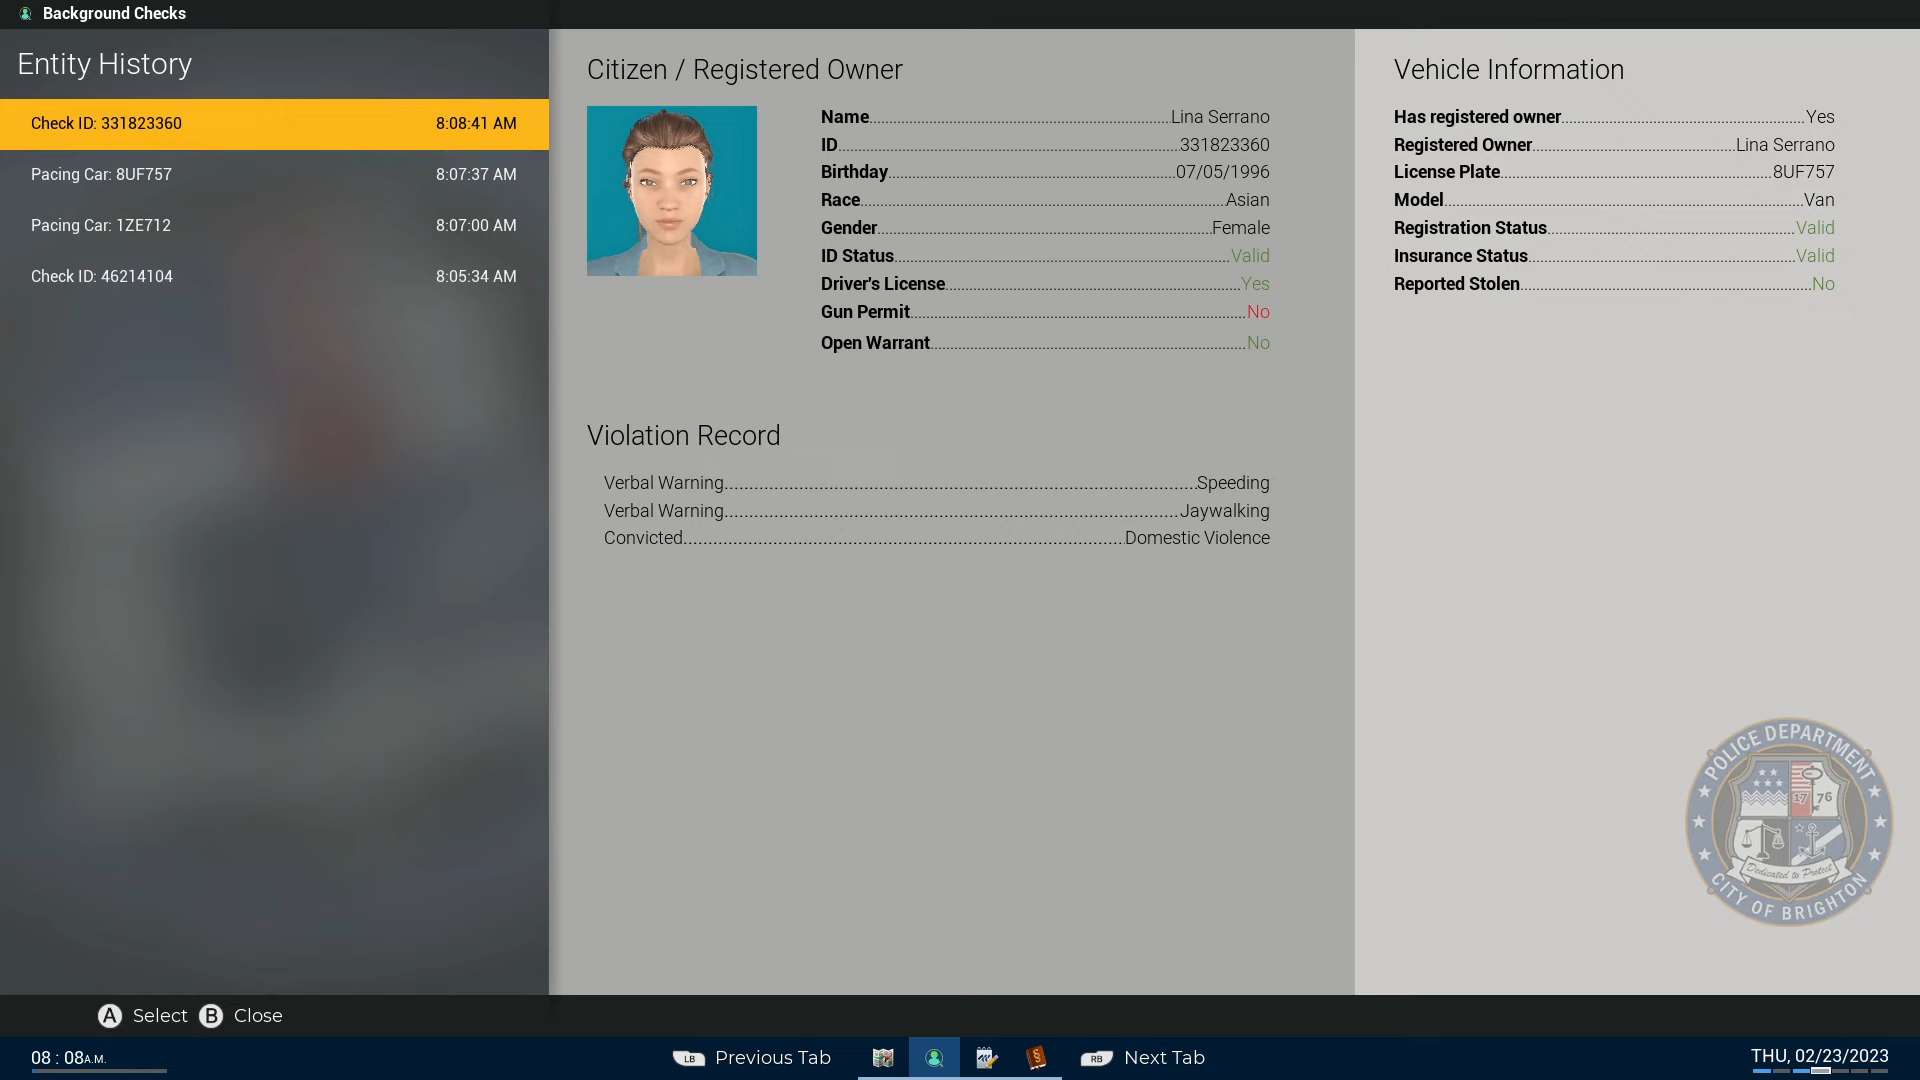 Background Checks
Entity History
Check ID: 331823360 8:08:41 AM
Pacing Car: 8UF757 8:07:37 AM
Pacing Car: 1ZE712 8:07:00 AM
Check ID: 46214104 8:05:34 AM
Citizen / Registered Owner
Name Lina Serrano
ID 331823360
Birthday 07/05/1996
Race Asian
Gender Female
ID Status Valid
Driver's License Yes
Gun Permit No
Open Warrant No
Violation Record
Verbal Warning Speeding
Verbal Warning Jaywalking
Convicted Domestic Violence
Vehicle Information
Has registered owner Yes
Registered Owner Lina Serrano
License Plate 8UF757
Model Van
Registration Status Valid
Insurance Status Valid
Reported Stolen No
POLICE DEPARTMENT
17 76
Dedicated to Protect
CITY OF BRIGHTON
A Select B Close
08 : 08 A.M.
LB Previous Tab
RB Next Tab
THU, 02/23/2023